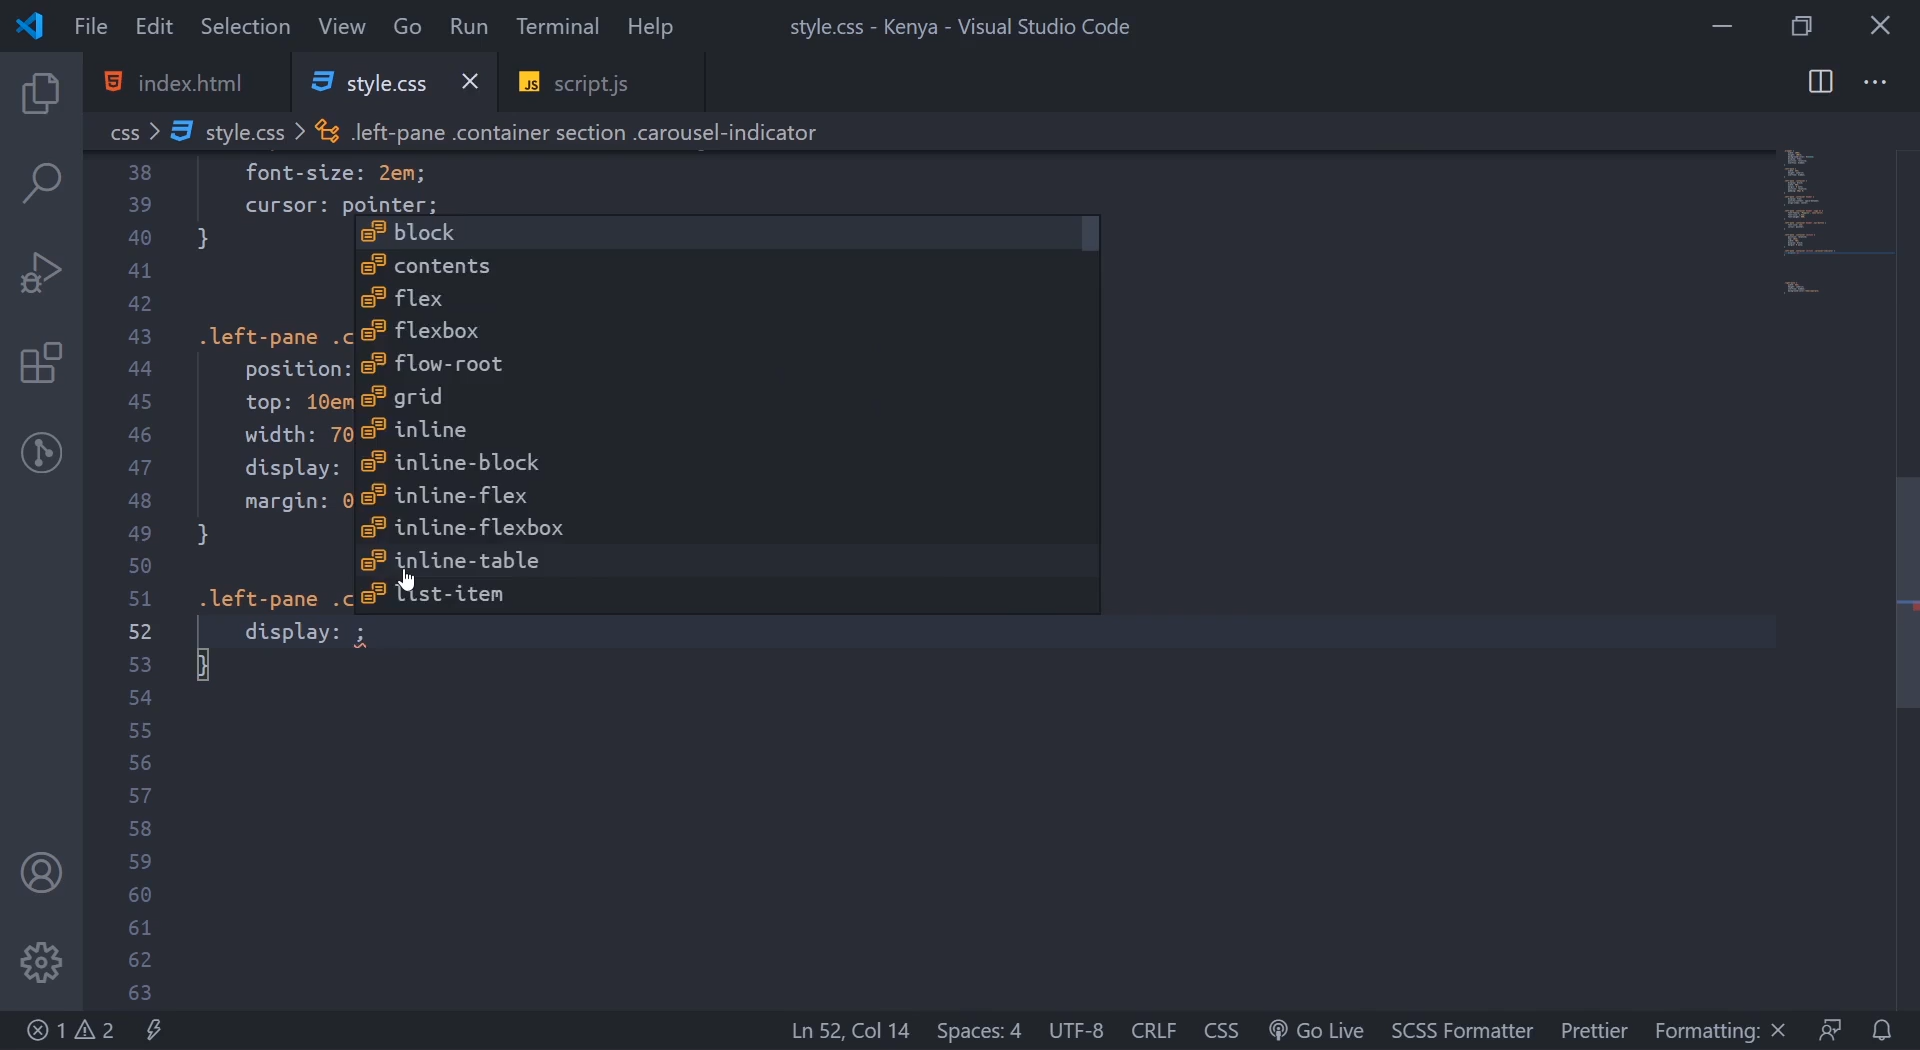 File Edit Selection View Go Run Terminal Help style.css - Kenya - Visual Studio Code
index.html style.css JS script.js
css > style.css > .left-pane .container section .carousel-indicator
38 font-size: 2em;
39 cursor: pointer;
40 }
41
42
43 .left-pane .c
44 position:
45 top: 10em
46 width: 70
47 display:
48 margin: 0
49 }
50
51 .left-pane .c
52 display: ;
53 }
54
55
56
57
58
59
60
61
62
63
block
contents
flex
flexbox
flow-root
grid
inline
inline-block
inline-flex
inline-flexbox
inline-table
list-item
1 2 Ln 52, Col 14 Spaces: 4 UTF-8 CRLF CSS Go Live SCSS Formatter Prettier Formatting: ×